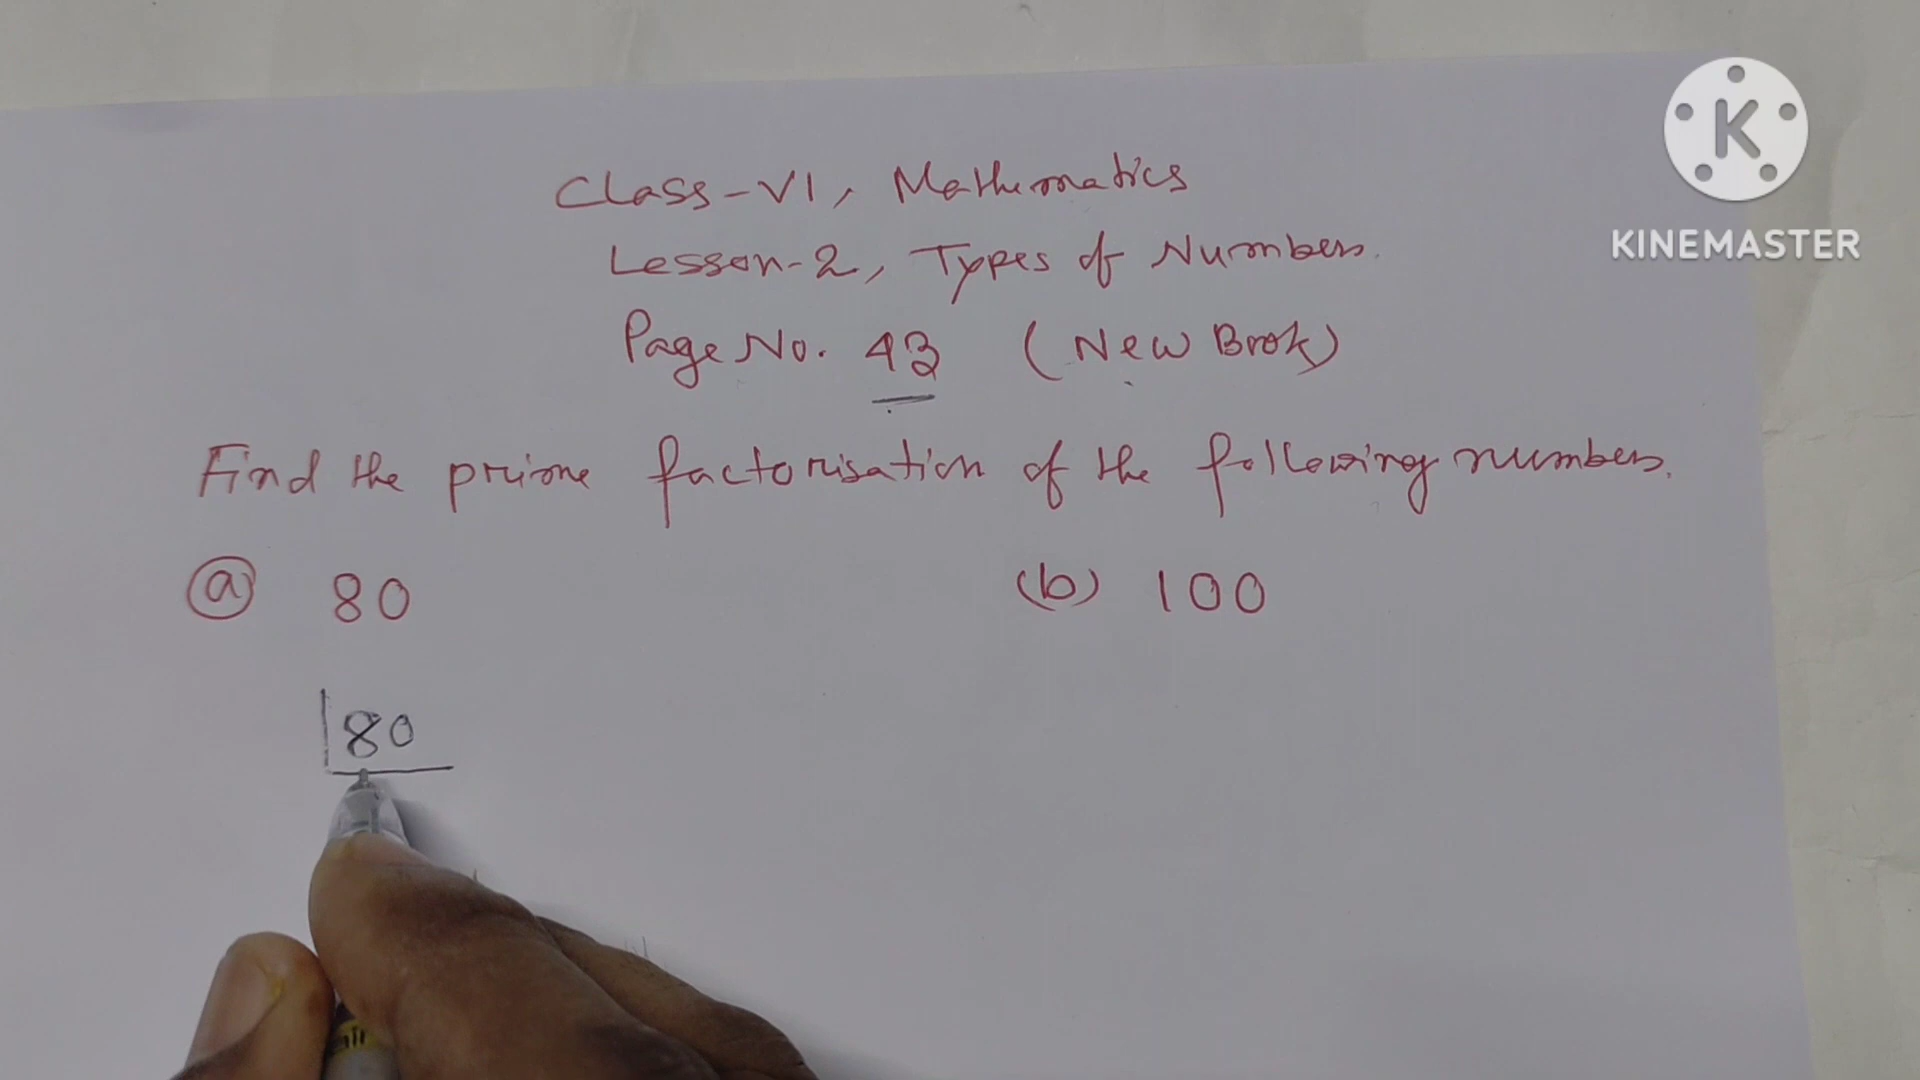 Class-VI, Mathematics
Lesson-2, Types of Numbers.
Page No. 43 (New Book)
Find the prime factorisation of the following numbers.
(a) 80 (b) 100
80
K
KINEMASTER